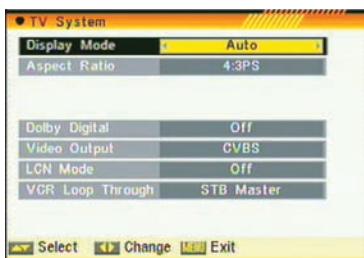 TV System
Display Mode Auto
Aspect Ratio 4:3PS
Dolby Digital Off
Video Output CVBS
LCN Mode Off
VCR Loop Through STB Master
Select Change MENU Exit